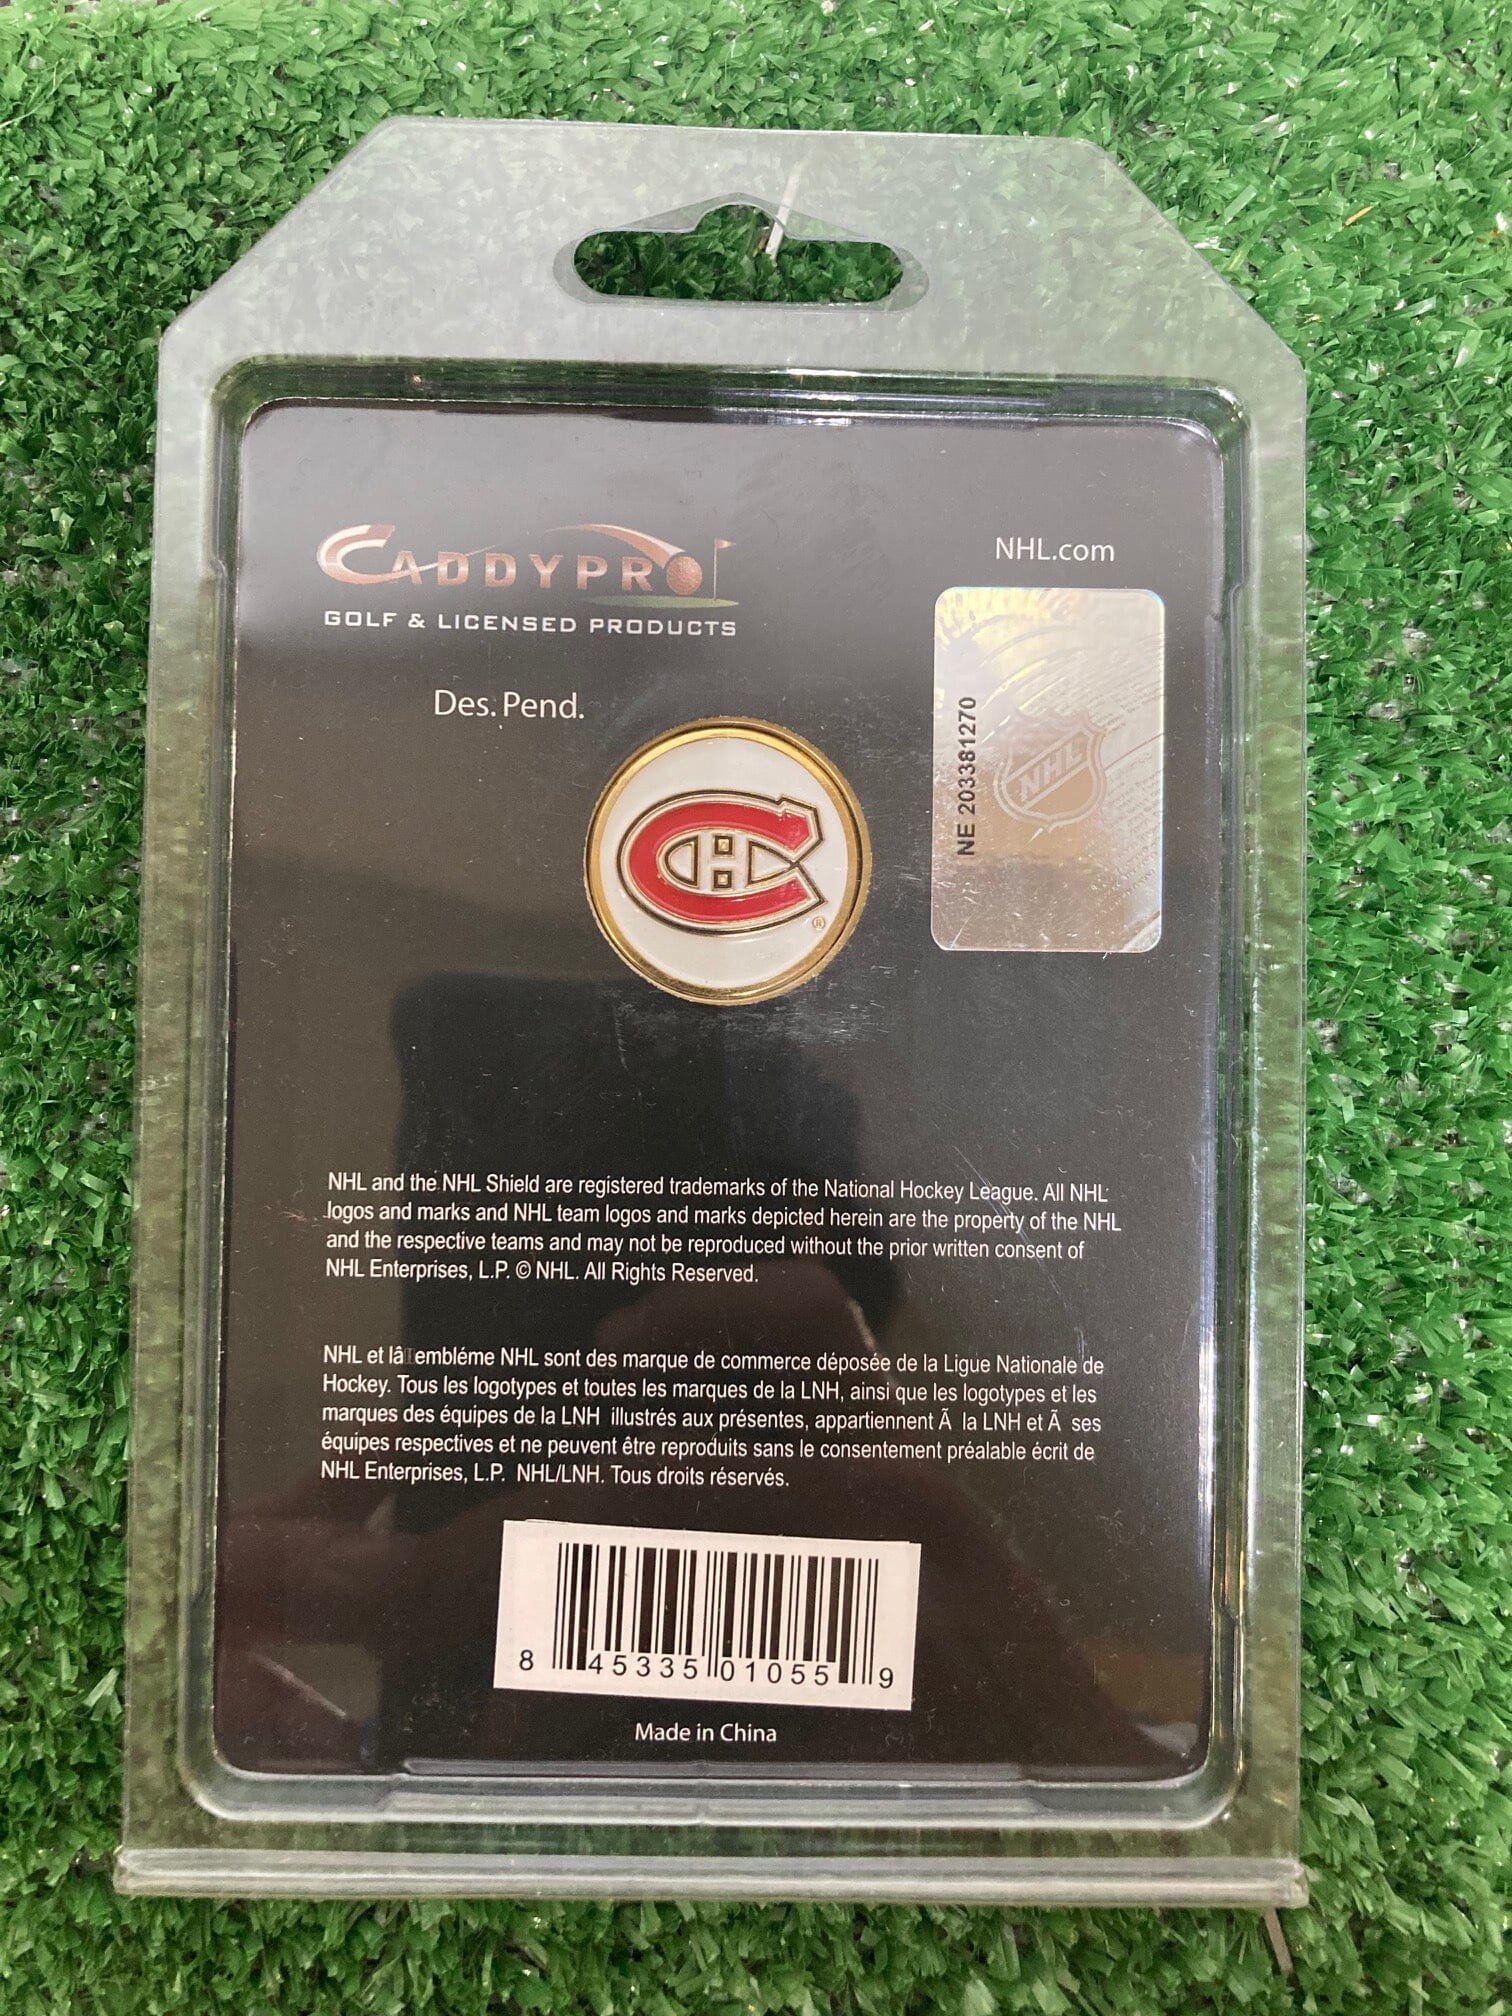 CADDYPRO
GOLF & LICENSED PRODUCTS
NHL.com
Des. Pend.
NE 203381270
NHL
CH
®
NHL and the NHL Shield are registered trademarks of the National Hockey League. All NHL
logos and marks and NHL team logos and marks depicted herein are the property of the NHL
and the respective teams and may not be reproduced without the prior written consent of
NHL Enterprises, L.P. © NHL. All Rights Reserved.
NHL et lâ embléme NHL sont des marque de commerce déposée de la Ligue Nationale de
Hockey. Tous les logotypes et toutes les marques de la LNH, ainsi que les logotypes et les
marques des équipes de la LNH illustrés aux présentes, appartiennent Ã la LNH et Ã ses
équipes respectives et ne peuvent être reproduits sans le consentement préalable écrit de
NHL Enterprises, L.P. NHL/LNH. Tous droits réservés.
8 45335 01055 9
Made in China